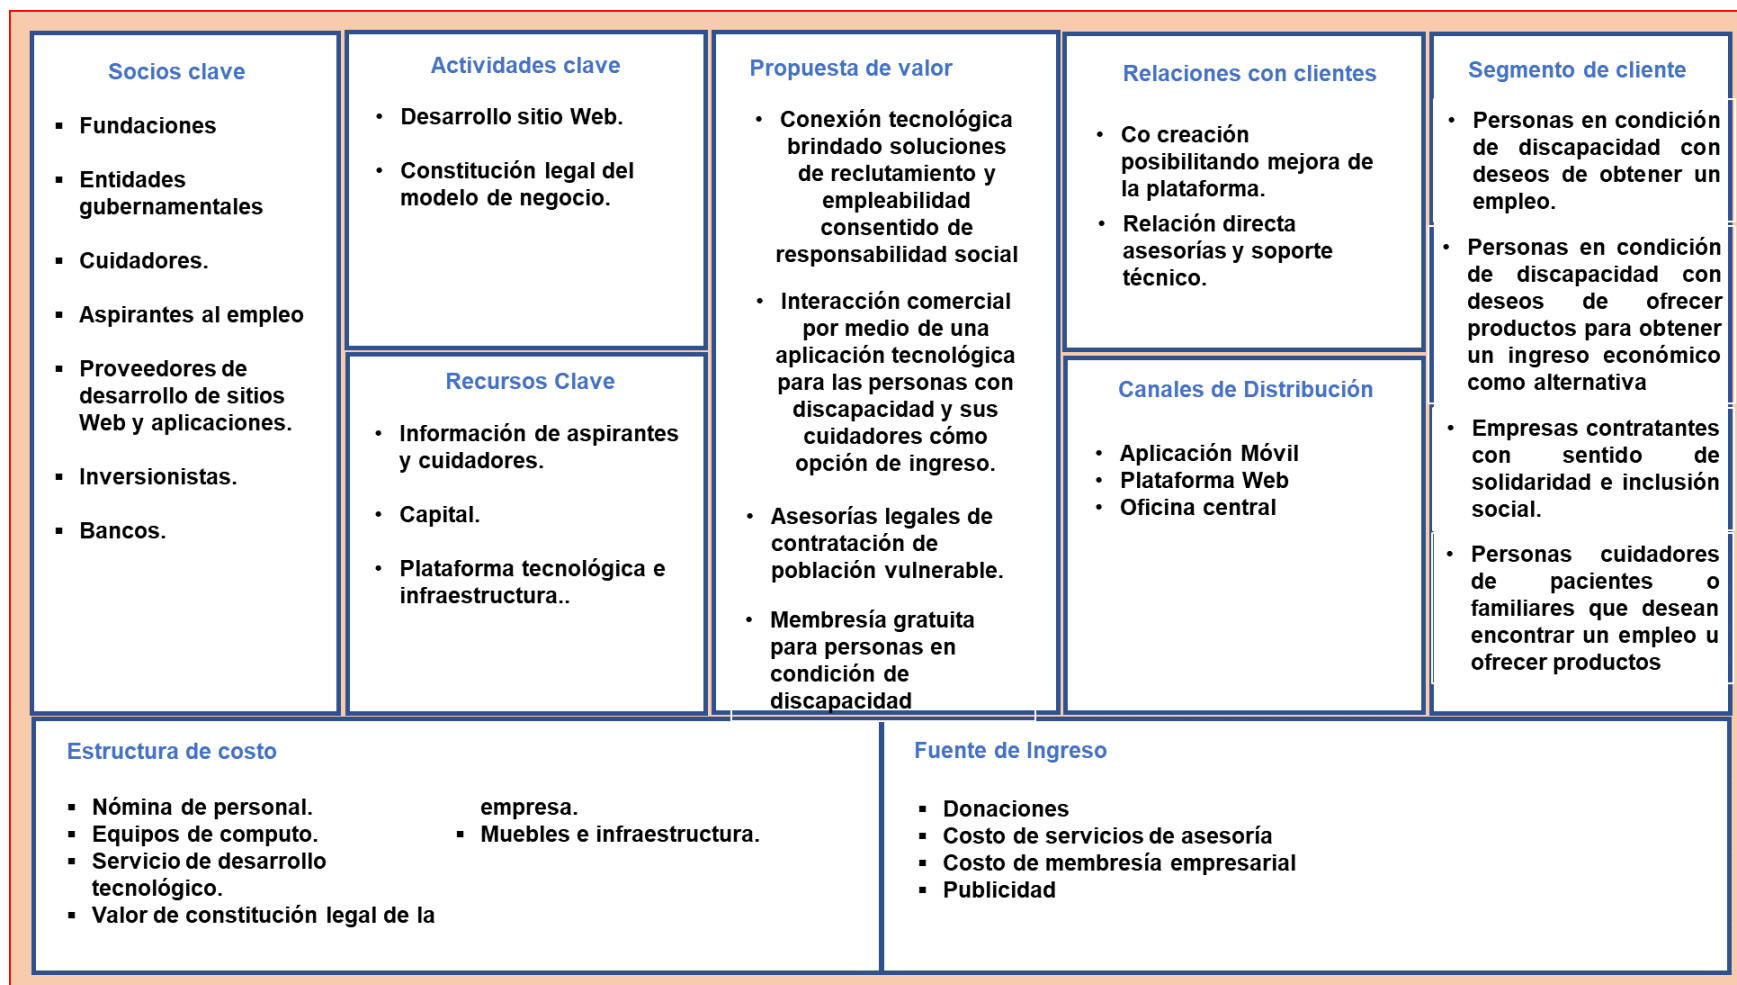 Socios clave
▪ Fundaciones
▪ Entidades
gubernamentales
▪ Cuidadores.
▪ Aspirantes al empleo
▪ Proveedores de
desarrollo de sitios
Web y aplicaciones.
▪ Inversionistas.
▪ Bancos.
Actividades clave
• Desarrollo sitio Web.
• Constitución legal del
modelo de negocio.
Recursos Clave
• Información de aspirantes
y cuidadores.
• Capital.
• Plataforma tecnológica e
infraestructura..
Propuesta de valor
• Conexión tecnológica
brindado soluciones
de reclutamiento y
empleabilidad
consentido de
responsabilidad social
• Interacción comercial
por medio de una
aplicación tecnológica
para las personas con
discapacidad y sus
cuidadores cómo
opción de ingreso.
• Asesorías legales de
contratación de
población vulnerable.
• Membresía gratuita
para personas en
condición de
discapacidad
Relaciones con clientes
• Co creación
posibilitando mejora de
la plataforma.
• Relación directa
asesorías y soporte
técnico.
Canales de Distribución
• Aplicación Móvil
• Plataforma Web
• Oficina central
Segmento de cliente
• Personas en condición
de discapacidad con
deseos de obtener un
empleo.
• Personas en condición
de discapacidad con
deseos de ofrecer
productos para obtener
un ingreso económico
como alternativa
• Empresas contratantes
con sentido de
solidaridad e inclusión
social.
• Personas cuidadores
de pacientes o
familiares que desean
encontrar un empleo u
ofrecer productos
Estructura de costo
▪ Nómina de personal.
▪ Equipos de computo.
▪ Servicio de desarrollo
tecnológico.
▪ Valor de constitución legal de la
empresa.
▪ Muebles e infraestructura.
Fuente de Ingreso
▪ Donaciones
▪ Costo de servicios de asesoría
▪ Costo de membresía empresarial
▪ Publicidad